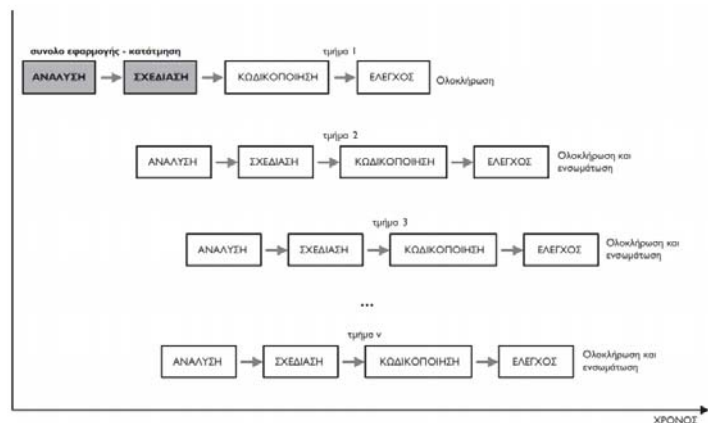 συνολο εφαρμογής - κατάτμηση
τμήμα 1
ΑΝΑΛΥΣΗ ΣΧΕΔΙΑΣΗ ΚΩΔΙΚΟΠΟΙΗΣΗ ΕΛΕΓΧΟΣ Ολοκλήρωση
τμήμα 2
ΑΝΑΛΥΣΗ ΣΧΕΔΙΑΣΗ ΚΩΔΙΚΟΠΟΙΗΣΗ ΕΛΕΓΧΟΣ
Ολοκλήρωση και
ενσωμάτωση
τμήμα 3
ΑΝΑΛΥΣΗ ΣΧΕΔΙΑΣΗ ΚΩΔΙΚΟΠΟΙΗΣΗ ΕΛΕΓΧΟΣ
Ολοκλήρωση και
ενσωμάτωση
...
τμήμα ν
ΑΝΑΛΥΣΗ ΣΧΕΔΙΑΣΗ ΚΩΔΙΚΟΠΟΙΗΣΗ ΕΛΕΓΧΟΣ
Ολοκλήρωση και
ενσωμάτωση
ΧΡΟΝΟΣ